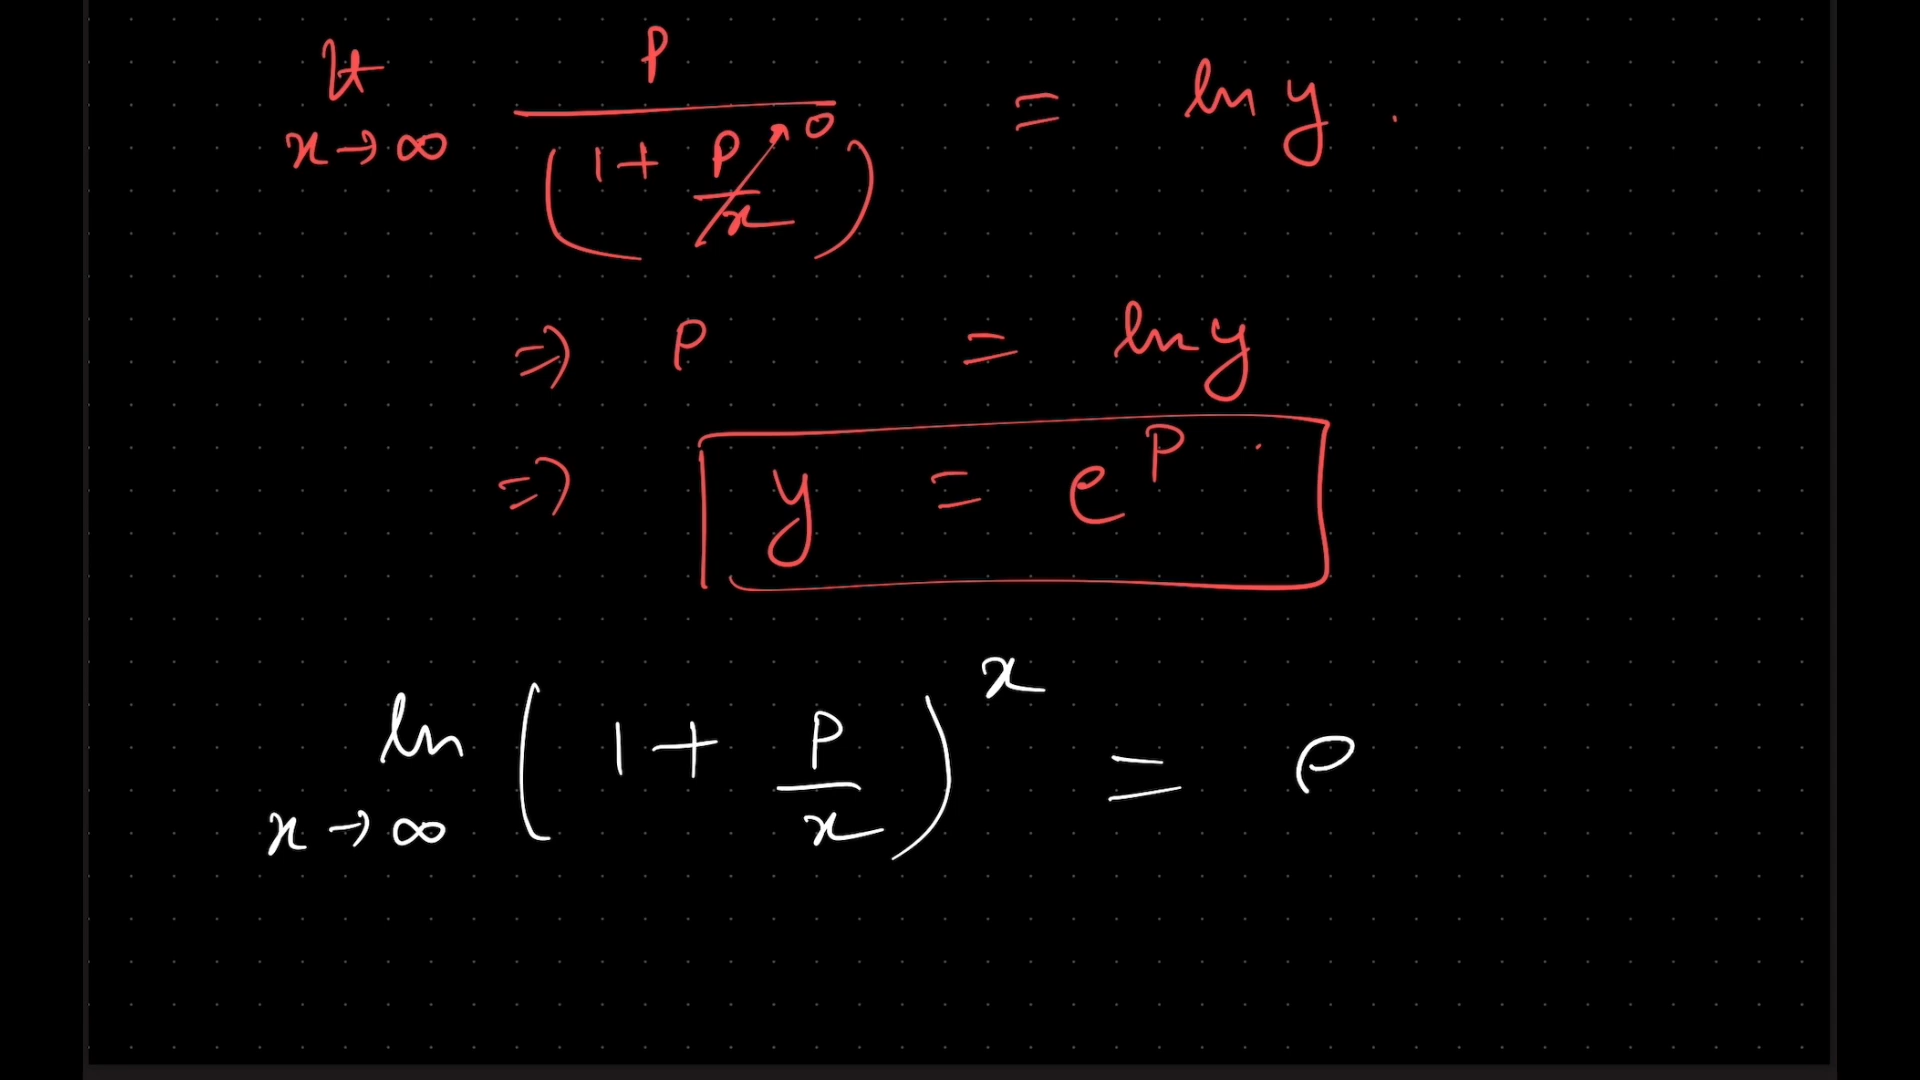 lt x→∞ P / (1 + P/x ↗0) = ln y.
⇒ P = ln y
⇒ y = e^P
ln x→∞ (1 + P/x)^x = e